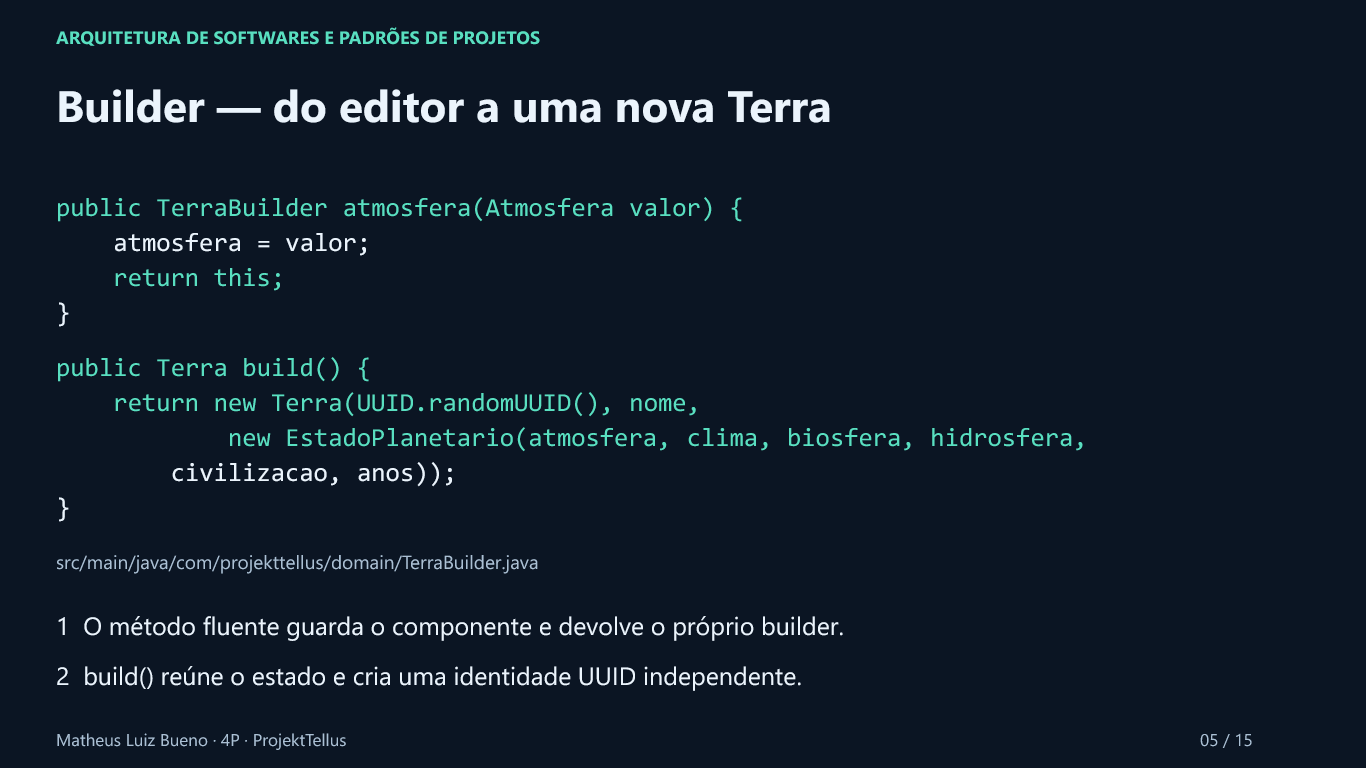 ARQUITETURA DE SOFTWARES E PADRÕES DE PROJETOS
Builder — do editor a uma nova Terra
public TerraBuilder atmosfera(Atmosfera valor) {
    atmosfera = valor;
    return this;
}
public Terra build() {
    return new Terra(UUID.randomUUID(), nome,
            new EstadoPlanetario(atmosfera, clima, biosfera, hidrosfera,
        civilizacao, anos));
}
src/main/java/com/projekttellus/domain/TerraBuilder.java
1 O método fluente guarda o componente e devolve o próprio builder.
2 build() reúne o estado e cria uma identidade UUID independente.
Matheus Luiz Bueno · 4P · ProjektTellus
05 / 15